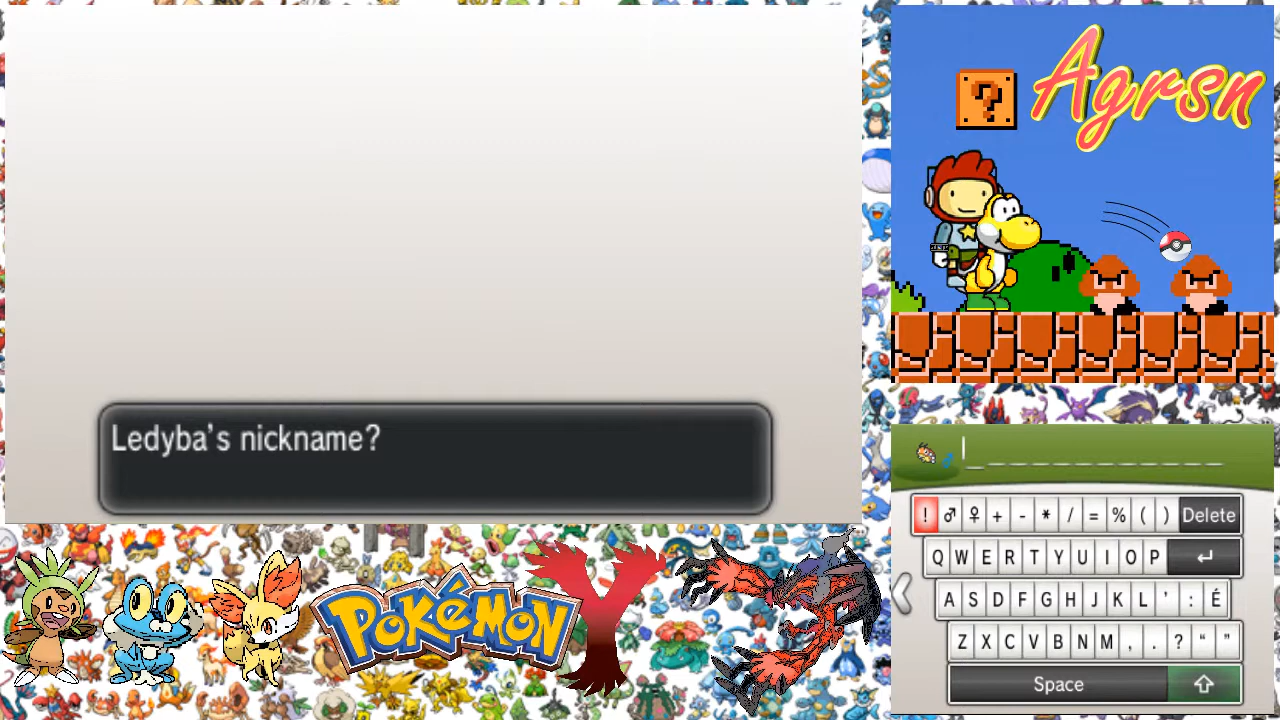 Agrsn
?
Ledyba's nickname?
! ♂ ♀ + - * / = % ( ) Delete
Q W E R T Y U I O P ↵
A S D F G H J K L ' : É
Z X C V B N M , . ? “ ”
Space
POKéMON Y